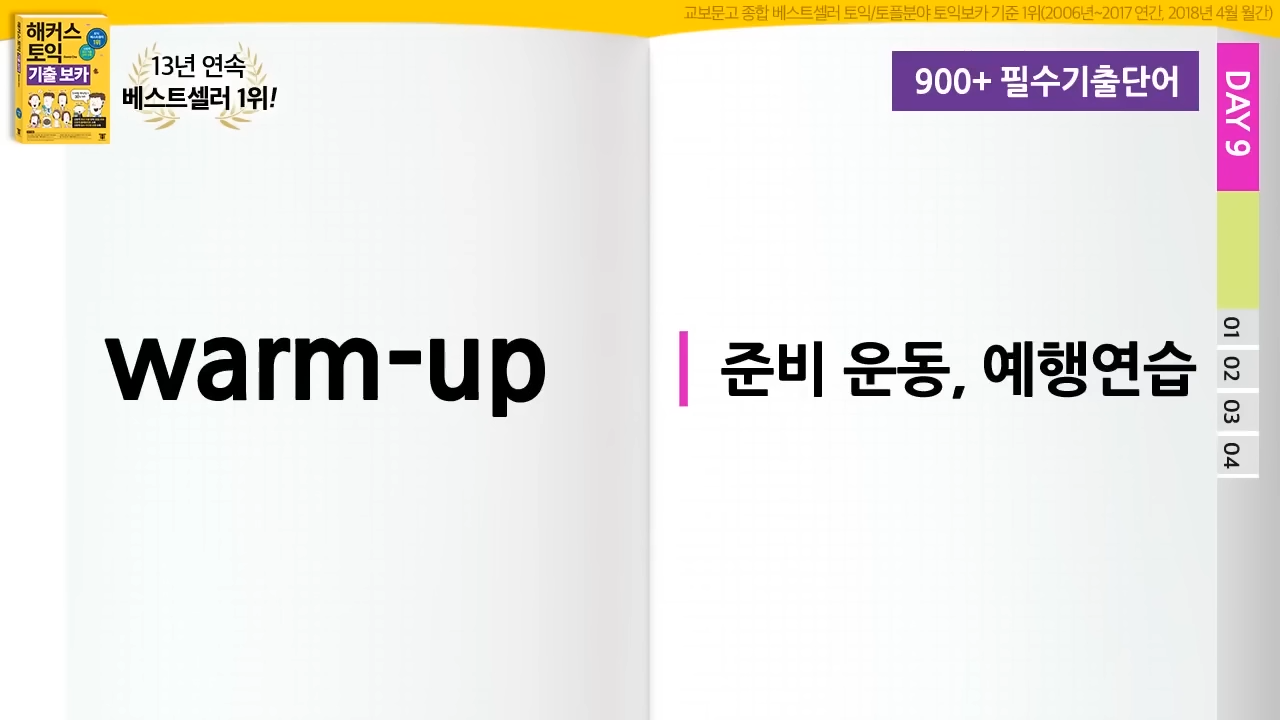 교보문고 종합 베스트셀러 토익/토플분야 토익보카 기준 1위(2006년~2017 연간, 2018년 4월 월간)
해커스
토익
기출 보카
13년 연속
베스트셀러 1위!
900+ 필수기출단어
DAY 9
warm-up
준비 운동, 예행연습
01
02
03
04